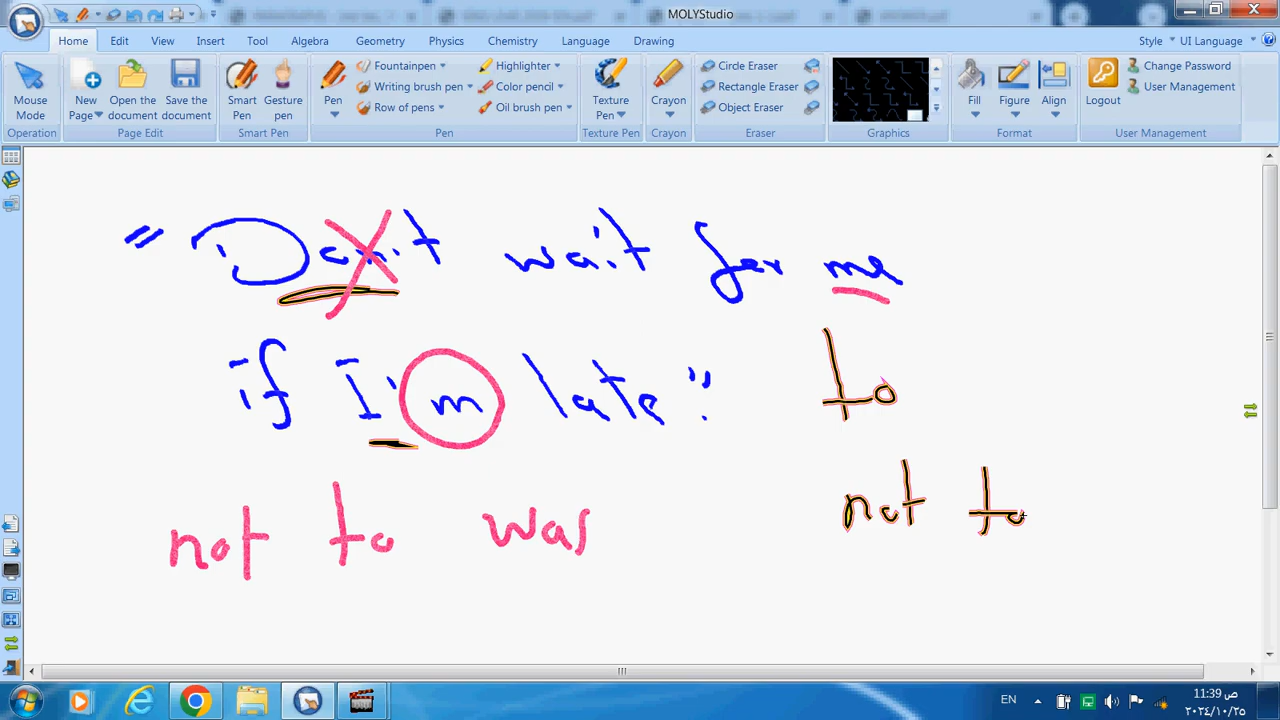 MOLYStudio
Home Edit View Insert Tool Algebra Geometry Physics Chemistry Language Drawing Style UI Language
Mouse Mode
Operation
New Page
Open the document
Save the document
Page Edit
Smart Pen
Gesture pen
Smart Pen
Pen
Fountainpen
Writing brush pen
Row of pens
Highlighter
Color pencil
Oil brush pen
Pen
Texture Pen
Texture Pen
Crayon
Crayon
Circle Eraser
Rectangle Eraser
Object Eraser
Eraser
Graphics
Fill
Figure
Align
Format
Logout
Change Password
User Management
User Management
"Don't wait for me
if I'm late"
to
not to was
not to
EN
11:39 ص
٢٠٢٤/١٠/٢٥